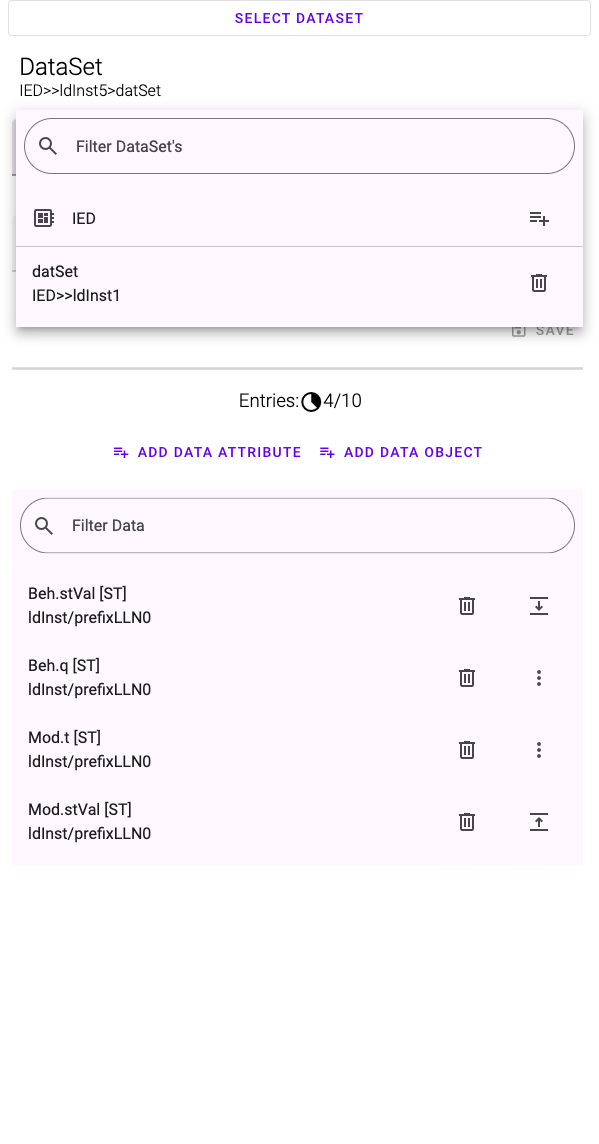 SELECT DATASET
DataSet
IED>>ldInst5>datSet
Filter DataSet's
IED
datSet
IED>>ldInst1
SAVE
Entries: 4/10
ADD DATA ATTRIBUTE ADD DATA OBJECT
Filter Data
Beh.stVal [ST]
ldInst/prefixLLN0
Beh.q [ST]
ldInst/prefixLLN0
Mod.t [ST]
ldInst/prefixLLN0
Mod.stVal [ST]
ldInst/prefixLLN0